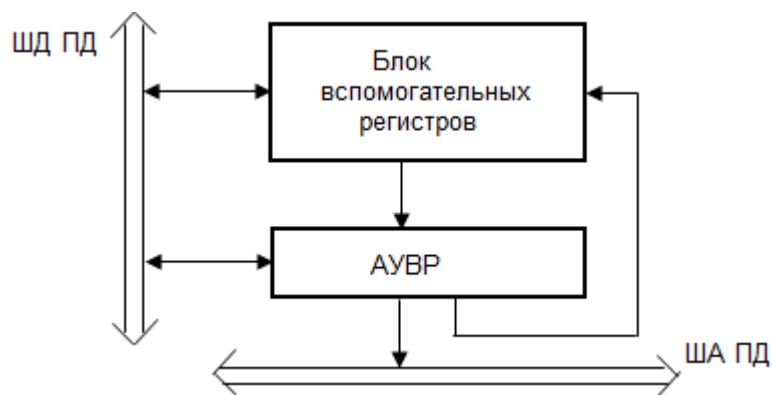 ШД ПД
Блок
вспомогательных
регистров
АУВР
ША ПД